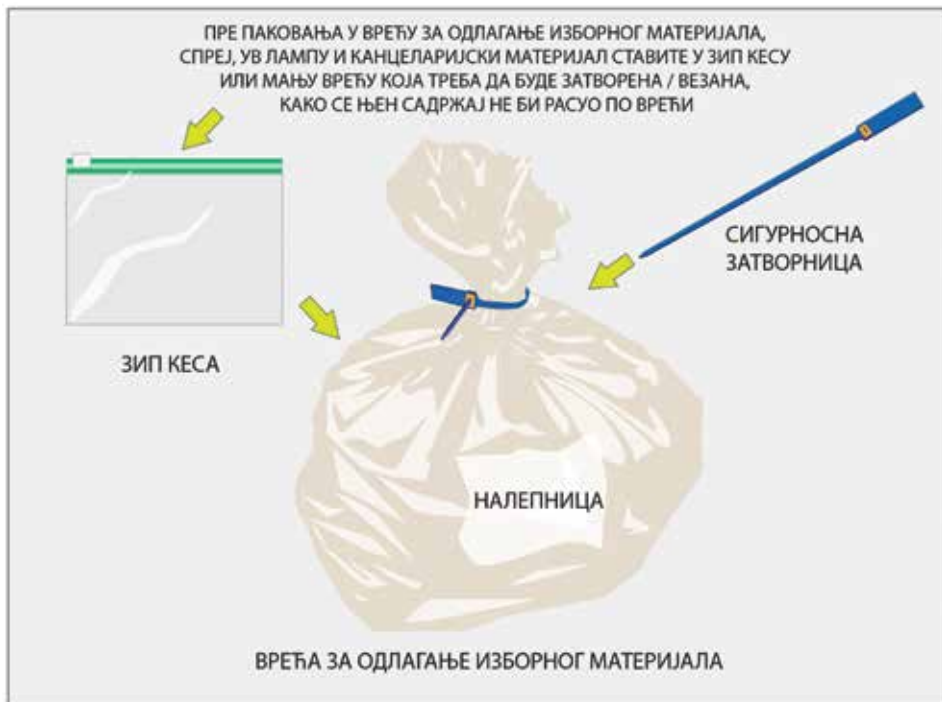 ПРЕ ПАКОВАЊА У ВРЕЋУ ЗА ОДЛАГАЊЕ ИЗБОРНОГ МАТЕРИЈАЛА,
СПРЕЈ, УВ ЛАМПУ И КАНЦЕЛАРИЈСКИ МАТЕРИЈАЛ СТАВИТЕ У ЗИП КЕСУ
ИЛИ МАЊУ ВРЕЋУ КОЈА ТРЕБА ДА БУДЕ ЗАТВОРЕНА / ВЕЗАНА,
КАКО СЕ ЊЕН САДРЖАЈ НЕ БИ РАСУО ПО ВРЕЋИ
СИГУРНОСНА
ЗАТВОРНИЦА
ЗИП КЕСА
НАЛЕПНИЦА
ВРЕЋА ЗА ОДЛАГАЊЕ ИЗБОРНОГ МАТЕРИЈАЛА